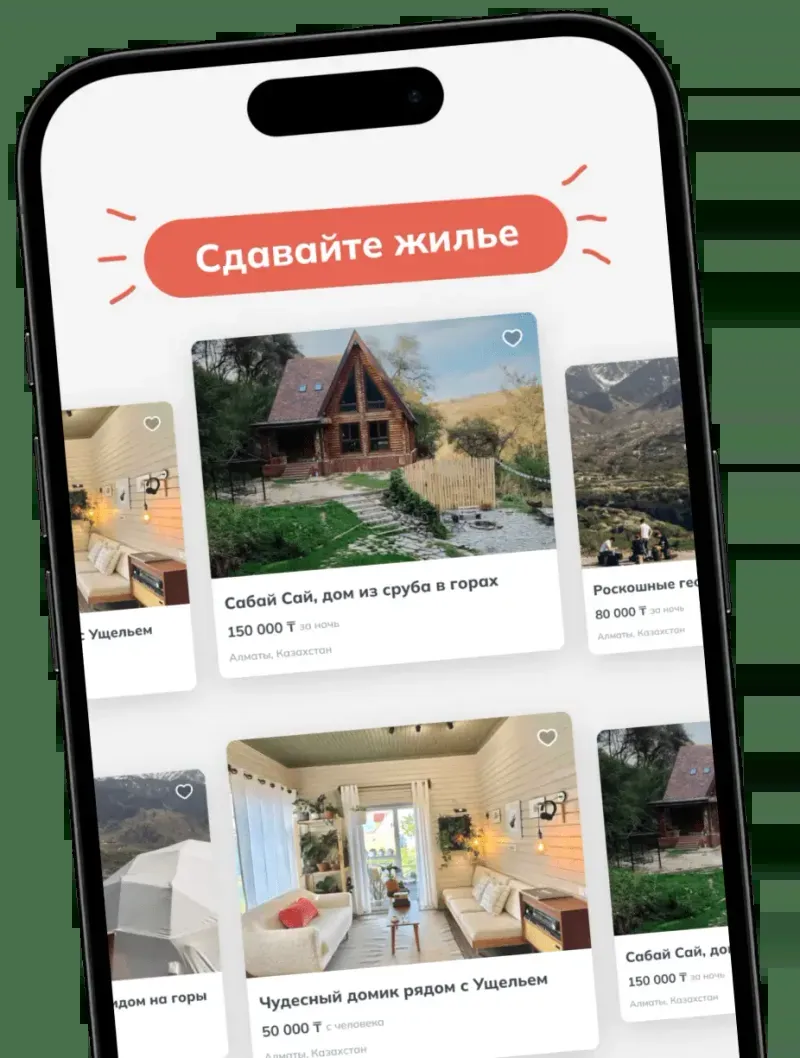 Сдавайте жилье
с Ущельем
Сабай Сай, дом из сруба в горах
150 000 ₸ за ночь
Алматы, Казахстан
Роскошные гео
80 000 ₸ за ночь
Алматы, Казахстан
идом на горы
Чудесный домик рядом с Ущельем
50 000 ₸ с человека
Алматы, Казахстан
Сабай Сай, до
150 000 ₸ за ночь
Алматы, Казахстан